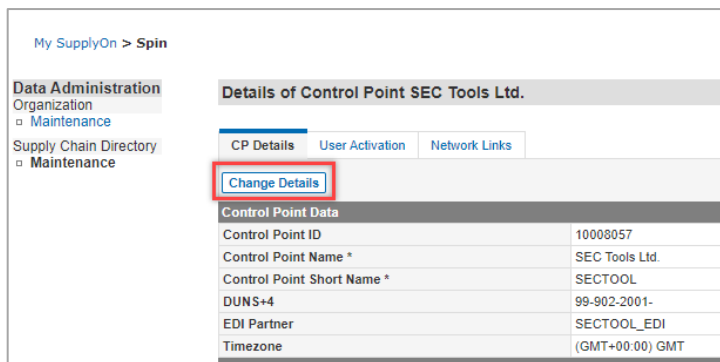 My SupplyOn > Spin
Data Administration
Organization
Maintenance
Supply Chain Directory
Maintenance
Details of Control Point SEC Tools Ltd.
CP Details User Activation Network Links
Change Details
Control Point Data
Control Point ID 10008057
Control Point Name * SEC Tools Ltd.
Control Point Short Name * SECTOOL
DUNS+4 99-902-2001-
EDI Partner SECTOOL_EDI
Timezone (GMT+00:00) GMT